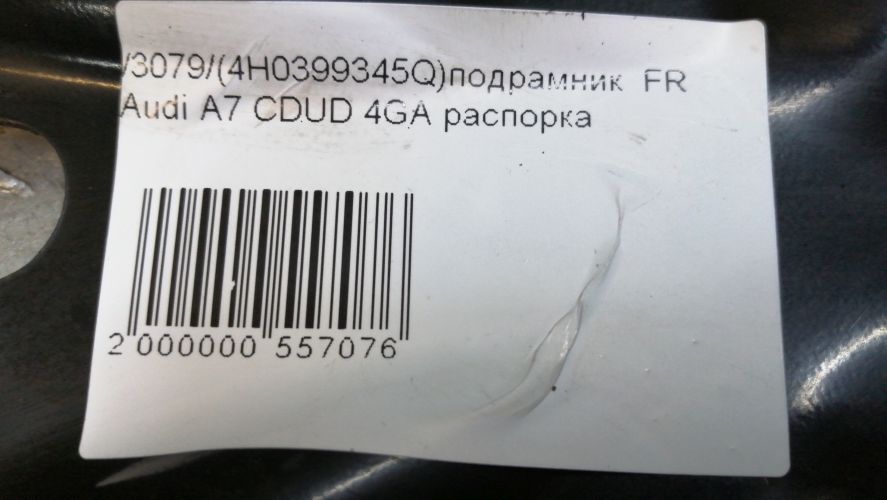 /3079/(4H0399345Q)подрамник FR
Audi A7 CDUD 4GA распорка
2 000000 557076